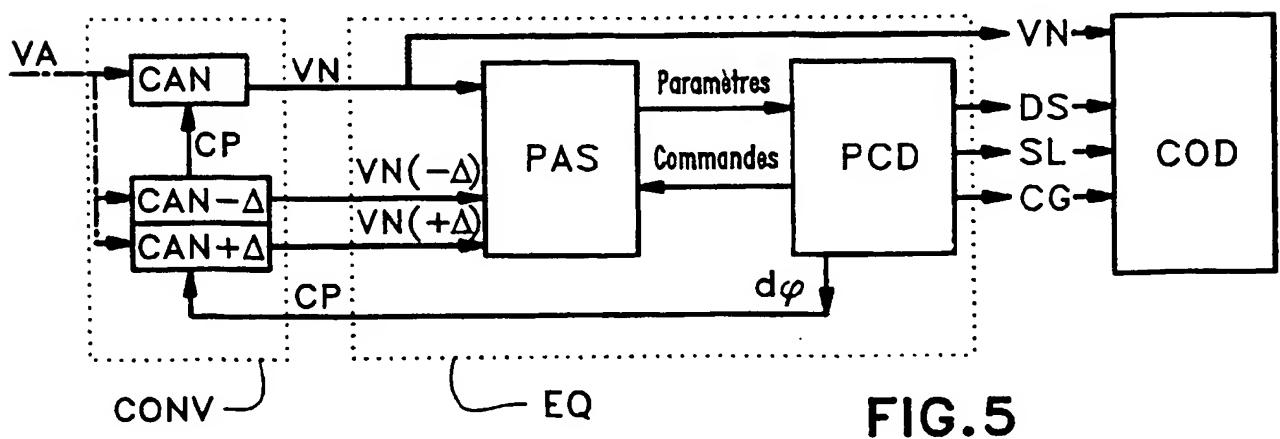 VA
CAN
VN
VN
CP
Paramètres
DS
PAS
PCD
COD
VN(-Δ)
Commandes
SL
CAN-Δ
VN(+Δ)
CG
CAN+Δ
CP
dφ
CONV
EQ
FIG.5